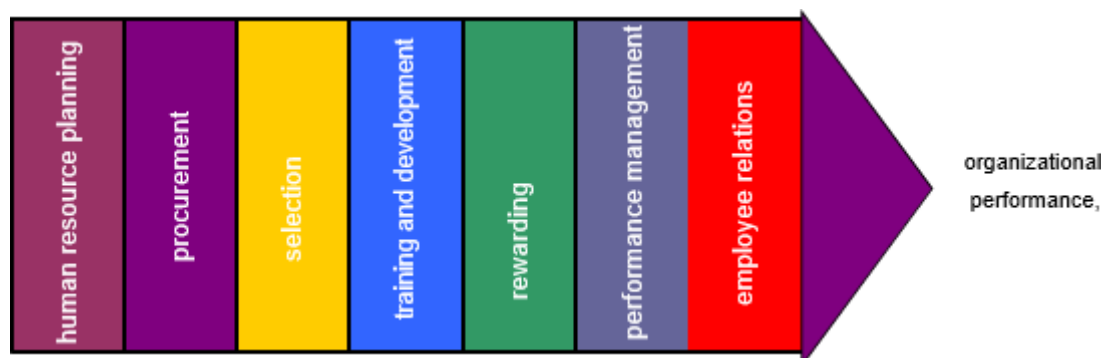 human resource planning
procurement
selection
training and development
rewarding
performance management
employee relations
organizational
performance,